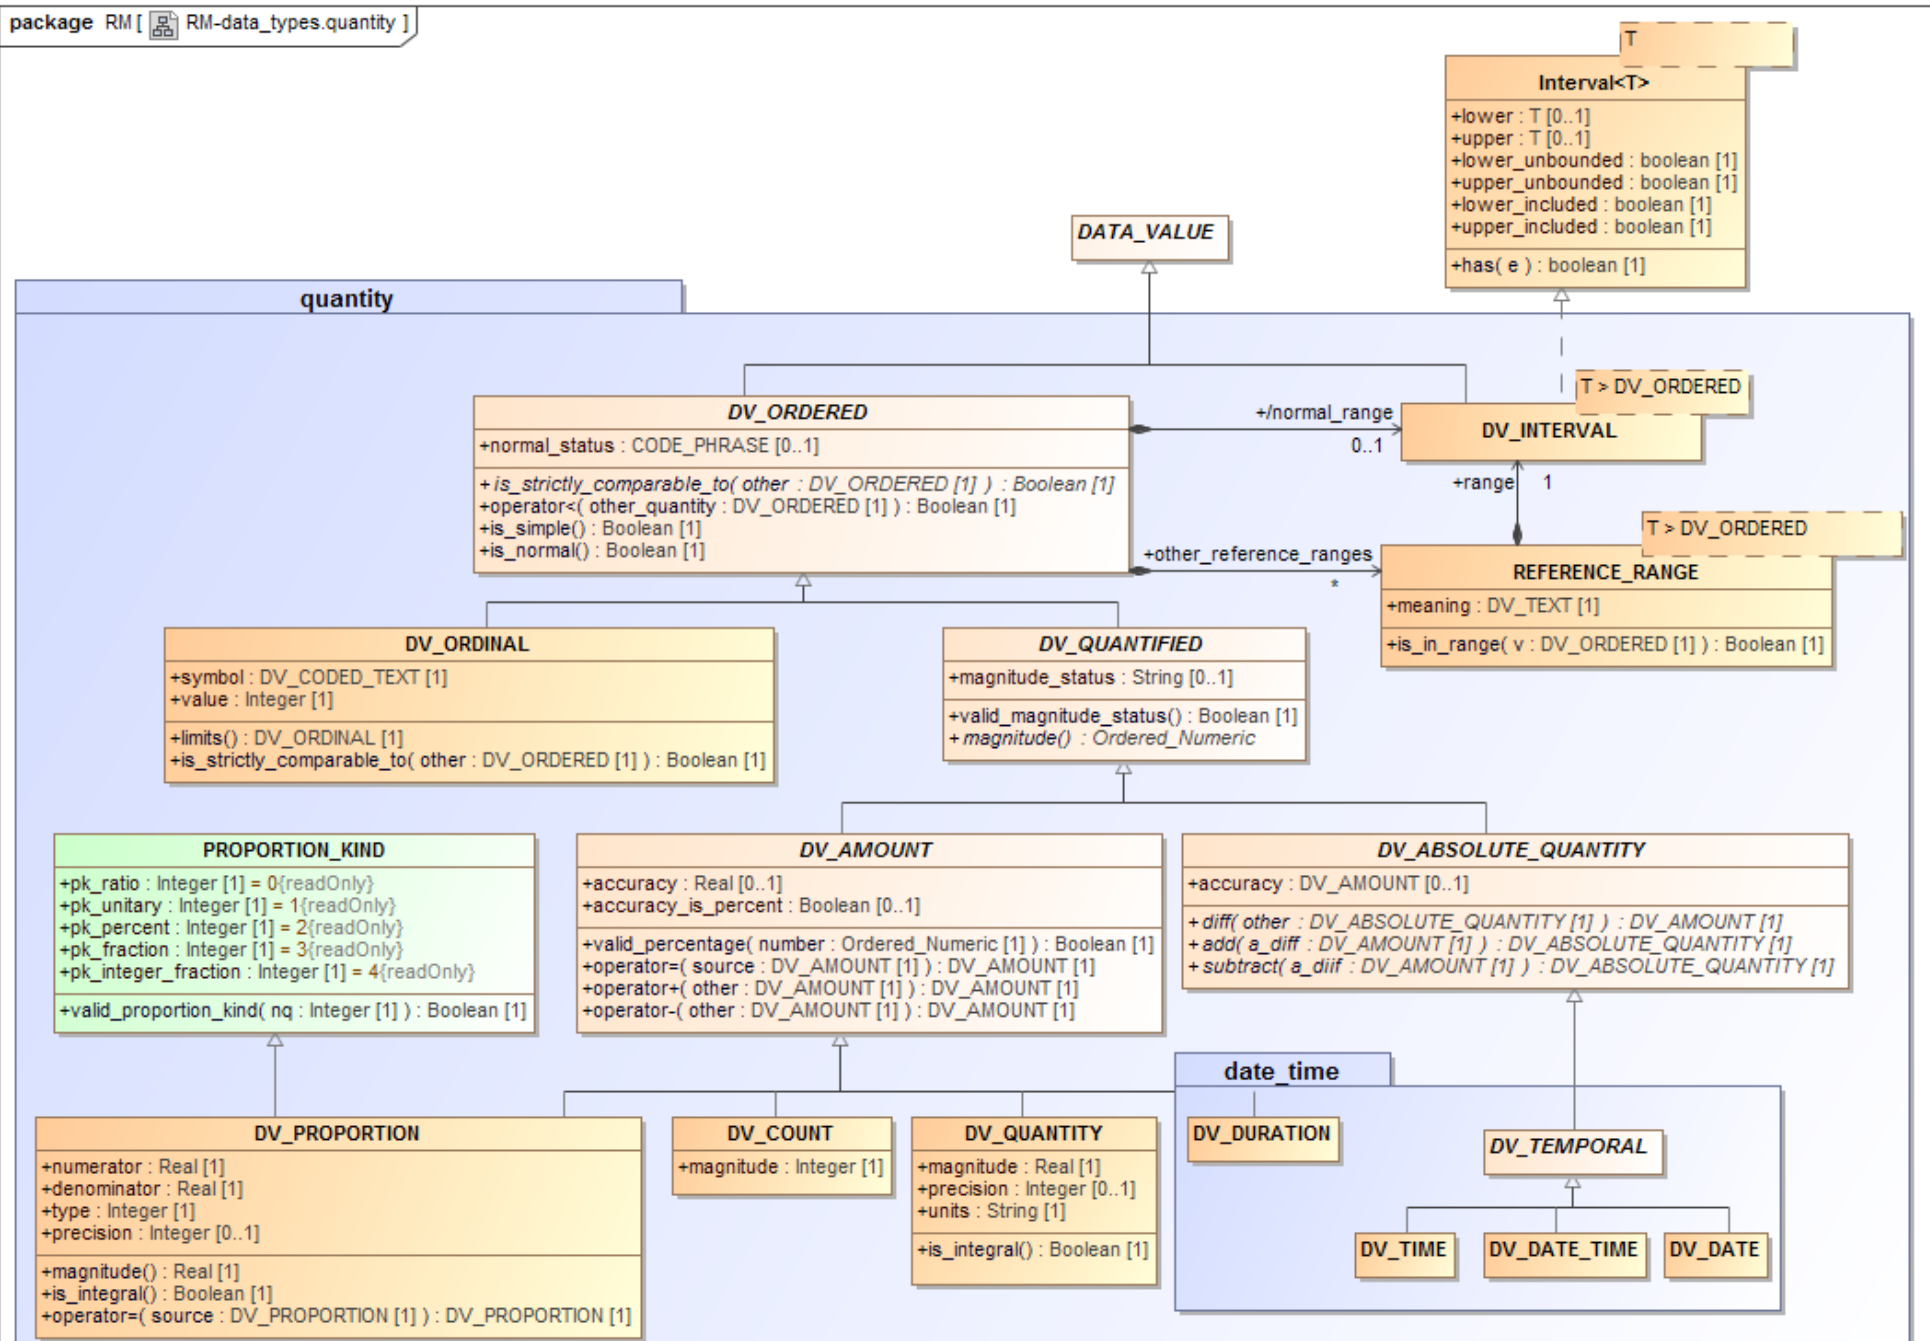 package RM [ RM-data_types.quantity ]
T
Interval<T>
+lower : T [0..1]
+upper : T [0..1]
+lower_unbounded : boolean [1]
+upper_unbounded : boolean [1]
+lower_included : boolean [1]
+upper_included : boolean [1]
+has( e ) : boolean [1]
DATA_VALUE
quantity
T > DV_ORDERED
DV_ORDERED
+normal_status : CODE_PHRASE [0..1]
+is_strictly_comparable_to( other : DV_ORDERED [1] ) : Boolean [1]
+operator<( other_quantity : DV_ORDERED [1] ) : Boolean [1]
+is_simple() : Boolean [1]
+is_normal() : Boolean [1]
+/normal_range
0..1
DV_INTERVAL
+range
1
T > DV_ORDERED
+other_reference_ranges
*
REFERENCE_RANGE
+meaning : DV_TEXT [1]
+is_in_range( v : DV_ORDERED [1] ) : Boolean [1]
DV_ORDINAL
+symbol : DV_CODED_TEXT [1]
+value : Integer [1]
+limits() : DV_ORDINAL [1]
+is_strictly_comparable_to( other : DV_ORDERED [1] ) : Boolean [1]
DV_QUANTIFIED
+magnitude_status : String [0..1]
+valid_magnitude_status() : Boolean [1]
+magnitude() : Ordered_Numeric
PROPORTION_KIND
+pk_ratio : Integer [1] = 0{readOnly}
+pk_unitary : Integer [1] = 1{readOnly}
+pk_percent : Integer [1] = 2{readOnly}
+pk_fraction : Integer [1] = 3{readOnly}
+pk_integer_fraction : Integer [1] = 4{readOnly}
+valid_proportion_kind( nq : Integer [1] ) : Boolean [1]
DV_AMOUNT
+accuracy : Real [0..1]
+accuracy_is_percent : Boolean [0..1]
+valid_percentage( number : Ordered_Numeric [1] ) : Boolean [1]
+operator=( source : DV_AMOUNT [1] ) : DV_AMOUNT [1]
+operator+( other : DV_AMOUNT [1] ) : DV_AMOUNT [1]
+operator-( other : DV_AMOUNT [1] ) : DV_AMOUNT [1]
DV_ABSOLUTE_QUANTITY
+accuracy : DV_AMOUNT [0..1]
+diff( other : DV_ABSOLUTE_QUANTITY [1] ) : DV_AMOUNT [1]
+add( a_diff : DV_AMOUNT [1] ) : DV_ABSOLUTE_QUANTITY [1]
+subtract( a_diif : DV_AMOUNT [1] ) : DV_ABSOLUTE_QUANTITY [1]
date_time
DV_PROPORTION
+numerator : Real [1]
+denominator : Real [1]
+type : Integer [1]
+precision : Integer [0..1]
+magnitude() : Real [1]
+is_integral() : Boolean [1]
+operator=( source : DV_PROPORTION [1] ) : DV_PROPORTION [1]
DV_COUNT
+magnitude : Integer [1]
DV_QUANTITY
+magnitude : Real [1]
+precision : Integer [0..1]
+units : String [1]
+is_integral() : Boolean [1]
DV_DURATION
DV_TEMPORAL
DV_TIME
DV_DATE_TIME
DV_DATE